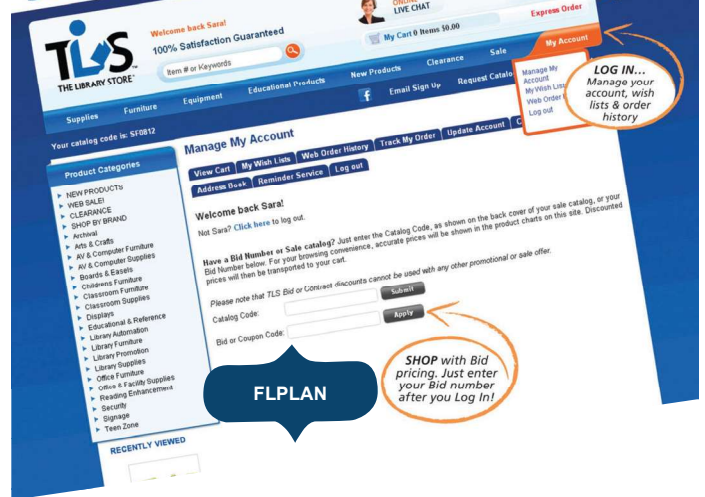 ONLINE
LIVE CHAT
Express Order
TLS
THE LIBRARY STORE
Welcome back Sara!
100% Satisfaction Guaranteed
Item # or Keywords
My Cart 0 Items $0.00
My Account
Supplies
Furniture
Equipment
Educational Products
New Products
Clearance
Sale
f
Email Sign Up
Request Catalo
Manage My
Account
My Wish Lis
Web Order
Log out
LOG IN...
Manage your
account, wish
lists & order
history
Your catalog code is: SF0812
Product Categories
NEW PRODUCTS
WEB SALE!
CLEARANCE
SHOP BY BRAND
Archival
Arts & Crafts
AV & Computer Furniture
AV & Computer Supplies
Boards & Easels
Childrens Furniture
Classroom Furniture
Classroom Supplies
Displays
Educational & Reference
Library Automation
Library Furniture
Library Promotion
Library Supplies
Office Furniture
Office & Facility Supplies
Reading Enhancement
Security
Signage
Teen Zone
RECENTLY VIEWED
Manage My Account
View Cart
My Wish Lists
Web Order History
Track My Order
Update Account
C
Address Book
Reminder Service
Log out
Welcome back Sara!
Not Sara? Click here to log out.
Have a Bid Number or Sale catalog? Just enter the Catalog Code, as shown on the back cover of your sale catalog, or your
Bid Number below. For your browsing convenience, accurate prices will be shown in the product charts on this site. Discounted
prices will then be transported to your cart.
Please note that TLS Bid or Contract discounts cannot be used with any other promotional or sale offer.
Catalog Code:
Submit
Bid or Coupon Code:
Apply
FLPLAN
SHOP with Bid
pricing. Just enter
your Bid number
after you Log In!